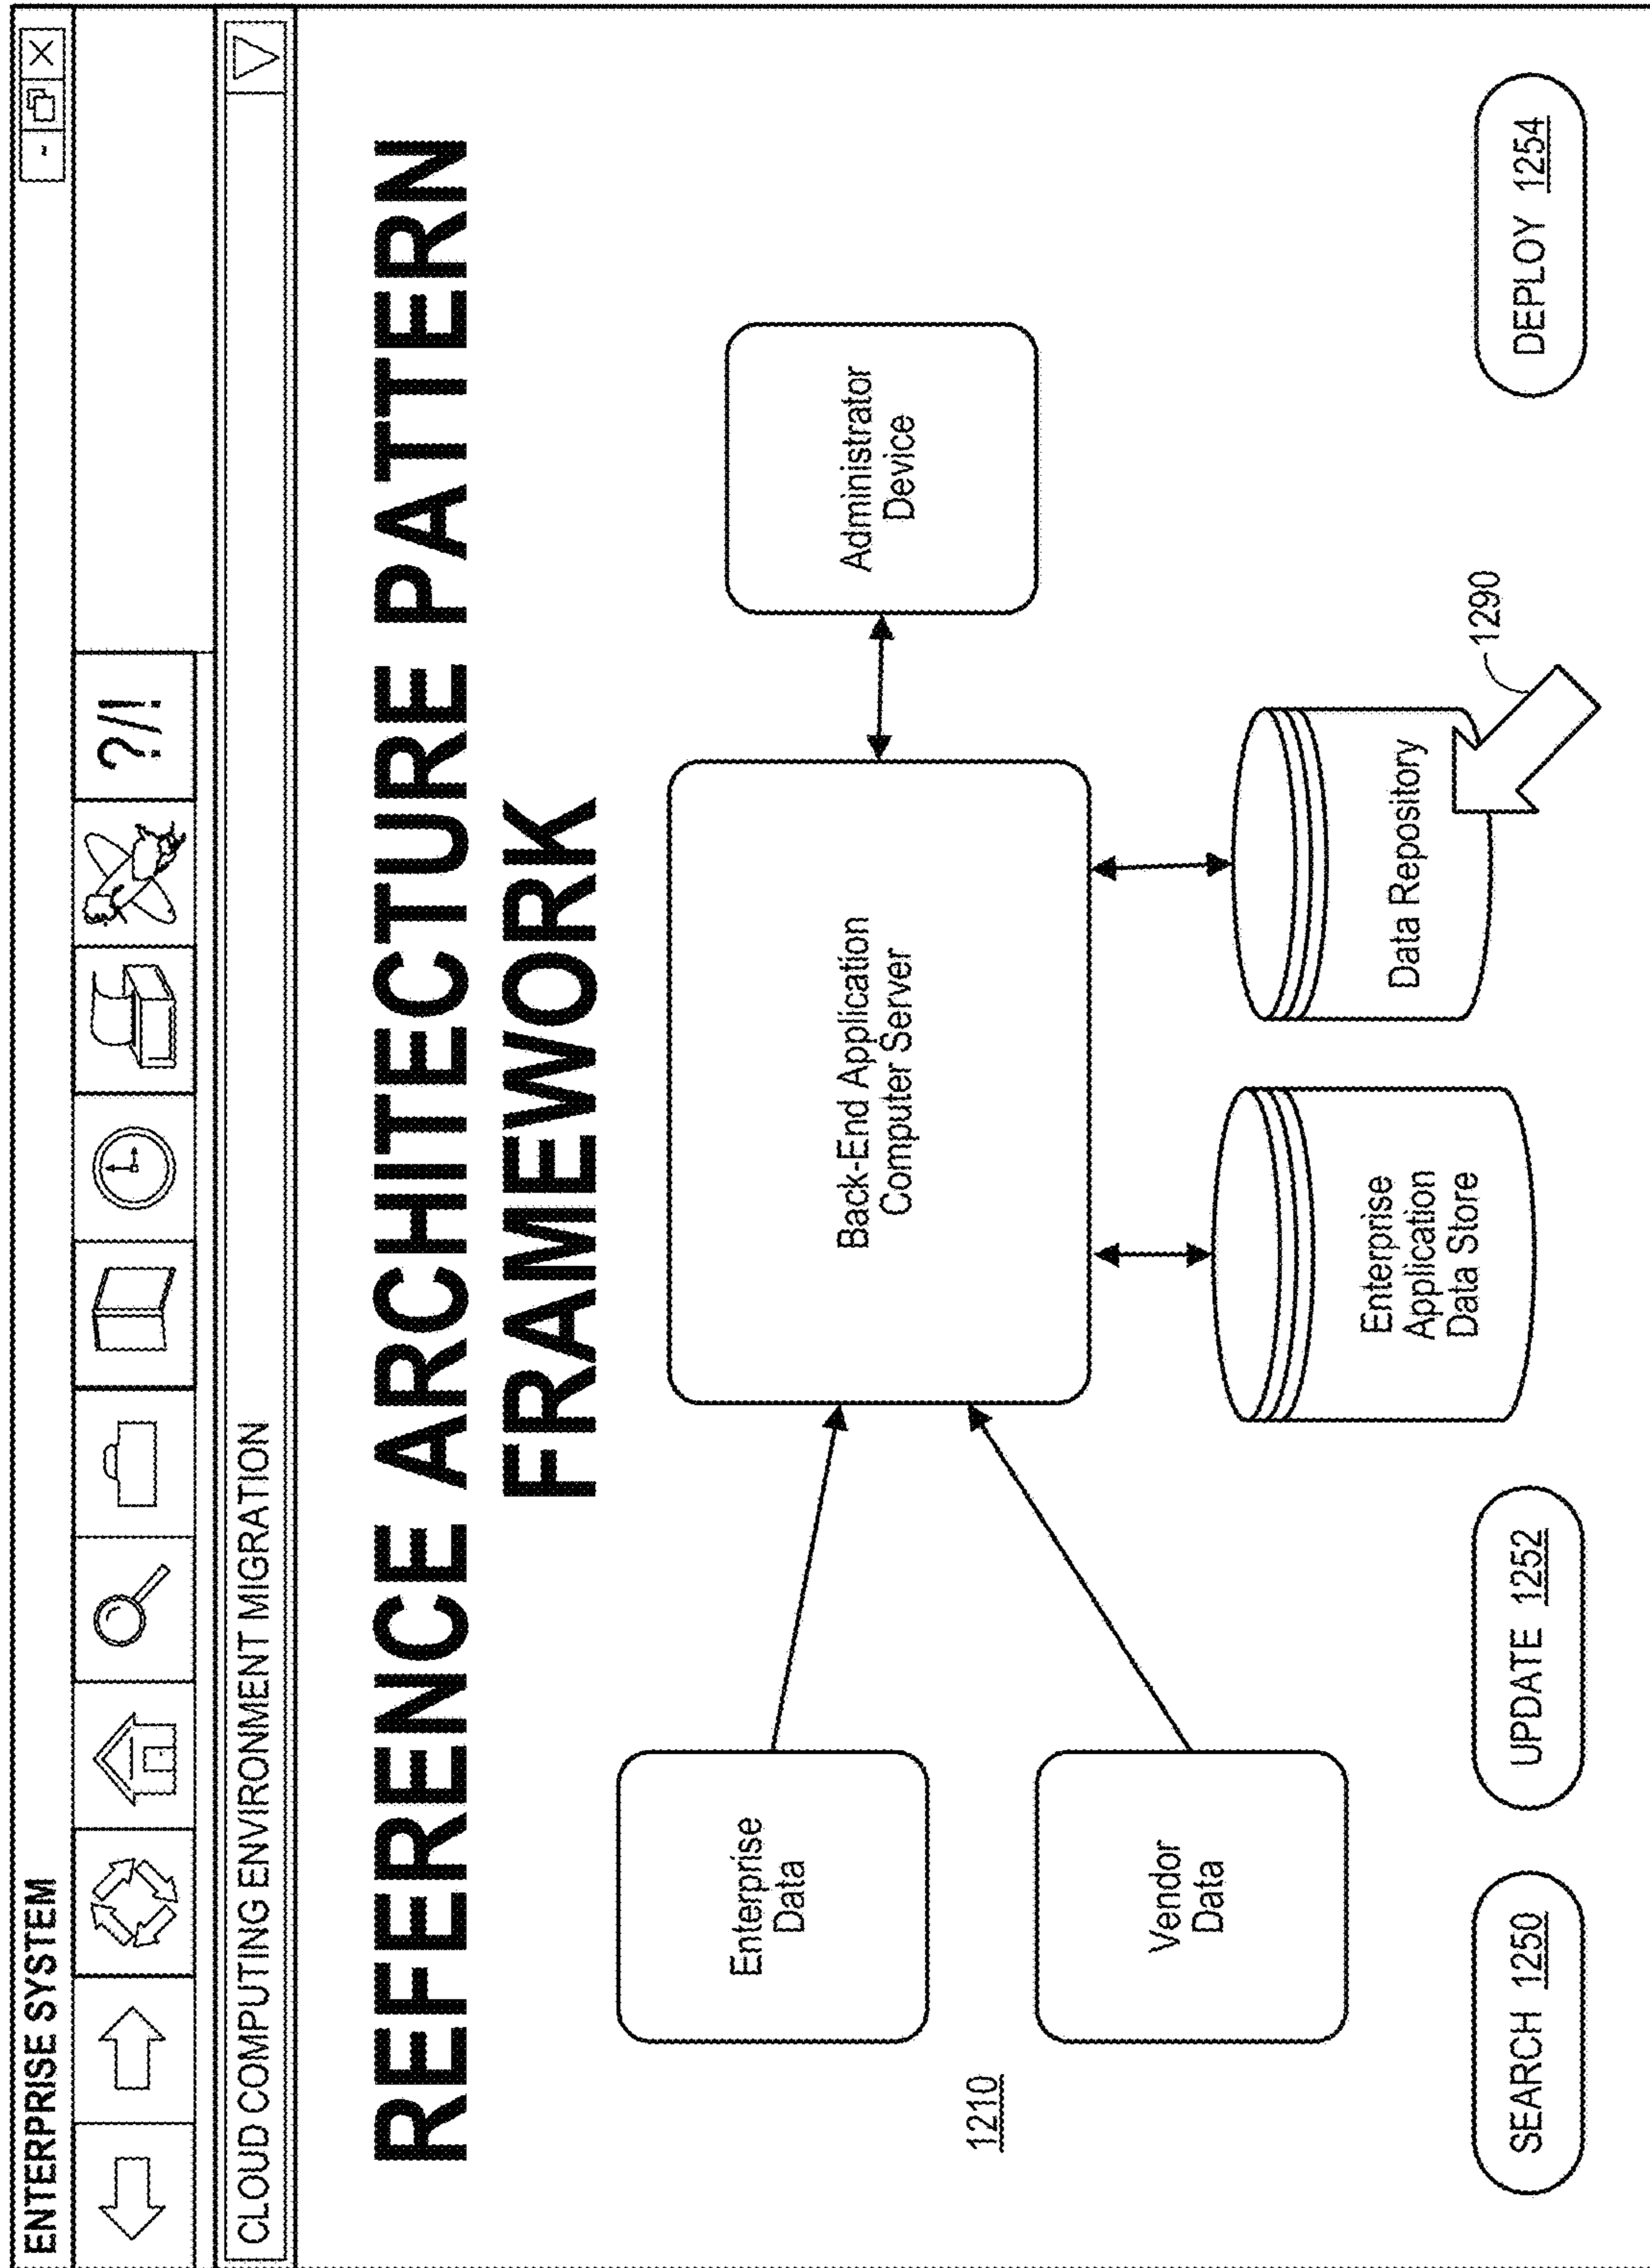 ENTERPRISE SYSTEM
?/!
CLOUD COMPUTING ENVIRONMENT MIGRATION
REFERENCE ARCHITECTURE PATTERN
FRAMEWORK
Enterprise
Data
Back-End Application
Computer Server
Administrator
Device
1210
Vendor
Data
Enterprise
Application
Data Store
Data Repository
1290
SEARCH 1250
UPDATE 1252
DEPLOY 1254